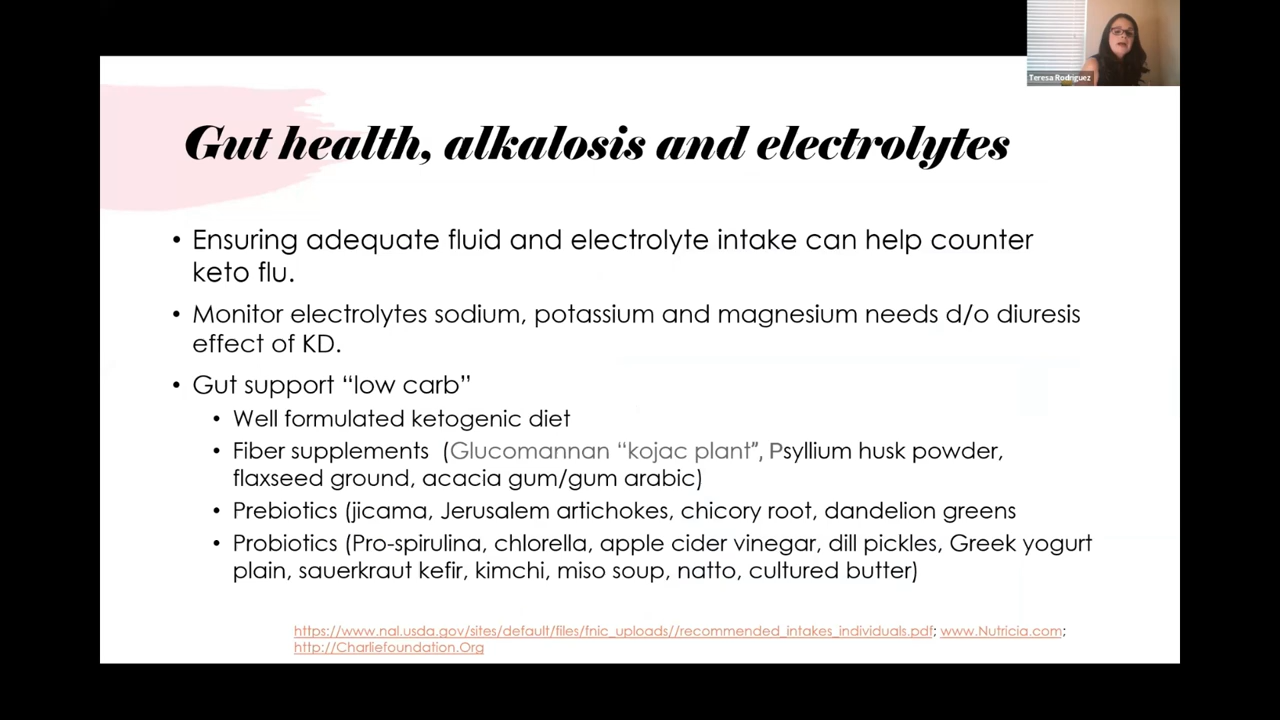 Teresa Rodriguez
Gut health, alkalosis and electrolytes
• Ensuring adequate fluid and electrolyte intake can help counter
keto flu.
• Monitor electrolytes sodium, potassium and magnesium needs d/o diuresis
effect of KD.
• Gut support “low carb”
• Well formulated ketogenic diet
• Fiber supplements (Glucomannan “kojac plant”, Psyllium husk powder,
flaxseed ground, acacia gum/gum arabic)
• Prebiotics (jicama, Jerusalem artichokes, chicory root, dandelion greens
• Probiotics (Pro-spirulina, chlorella, apple cider vinegar, dill pickles, Greek yogurt
plain, sauerkraut kefir, kimchi, miso soup, natto, cultured butter)
https://www.nal.usda.gov/sites/default/files/fnic_uploads//recommended_intakes_individuals.pdf; www.Nutricia.com;
http://Charliefoundation.Org